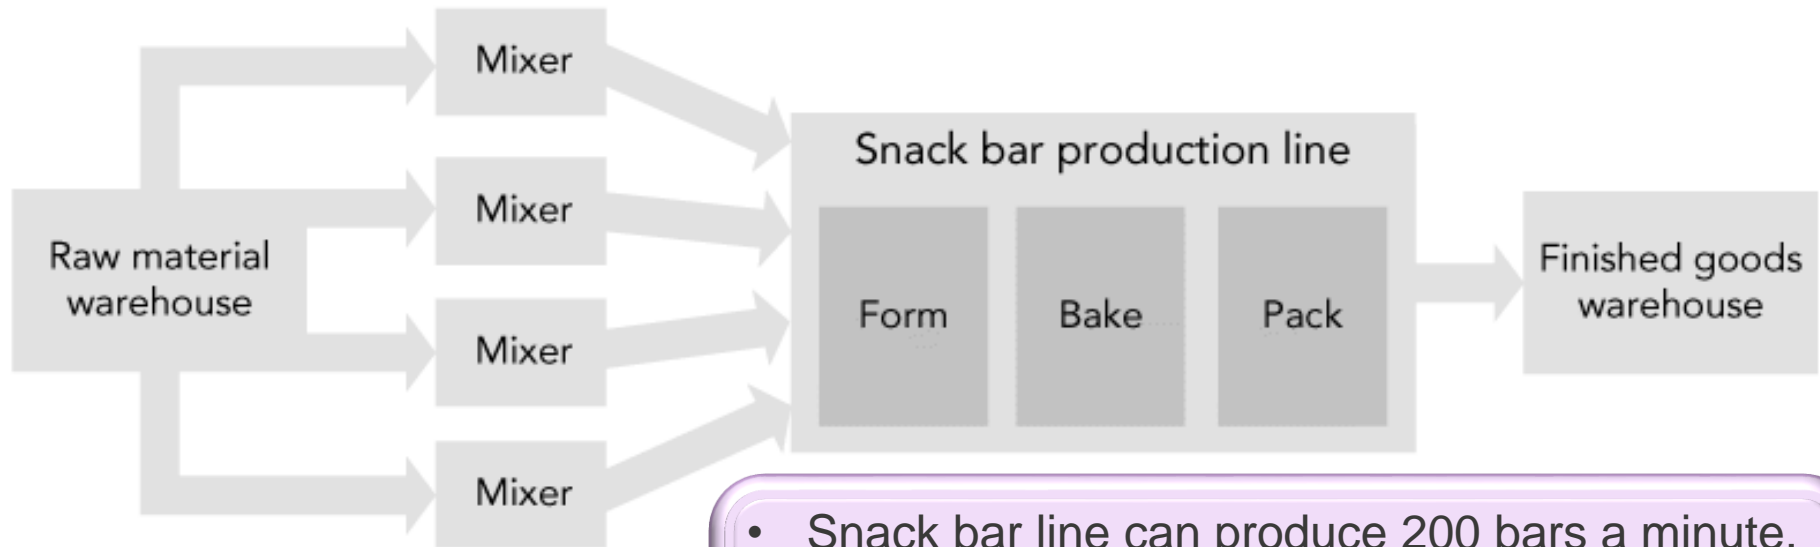 Mixer
Mixer
Mixer
Mixer
Raw material
warehouse
Snack bar production line
Form
Bake
Pack
Finished goods
warehouse
• Snack bar line can produce 200 bars a minute.